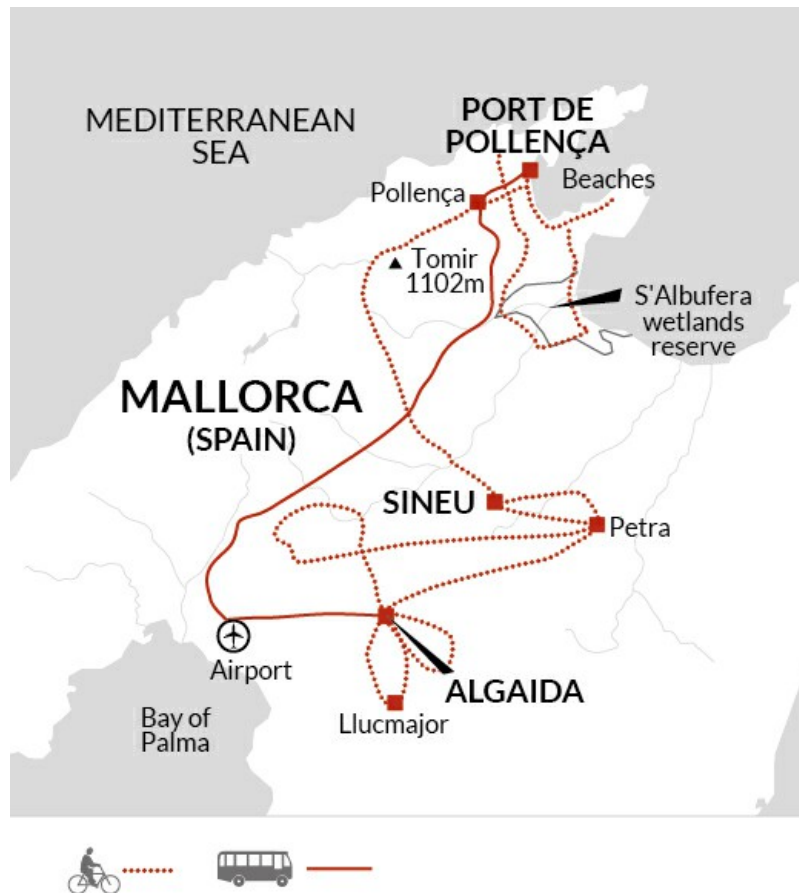 MEDITERRANEAN
SEA
PORT DE
POLLENÇA
Pollença
Beaches
Tomir
1102m
S'Albufera
wetlands
reserve
MALLORCA
(SPAIN)
SINEU
Petra
Airport
ALGAIDA
Llucmajor
Bay of
Palma